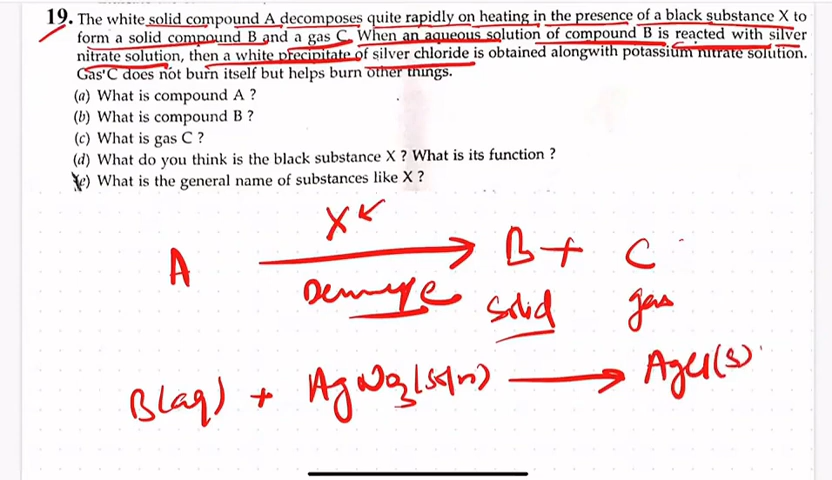 19. The white solid compound A decomposes quite rapidly on heating in the presence of a black substance X to
form a solid compound B and a gas C. When an aqueous solution of compound B is reacted with silver
nitrate solution, then a white precipitate of silver chloride is obtained alongwith potassium nitrate solution.
Gas C does not burn itself but helps burn other things.
(a) What is compound A ?
(b) What is compound B ?
(c) What is gas C ?
(d) What do you think is the black substance X ? What is its function ?
(e) What is the general name of substances like X ?
X
A → B + C
solid gas
B(aq) + AgNO3(soln) → AgCl(s)